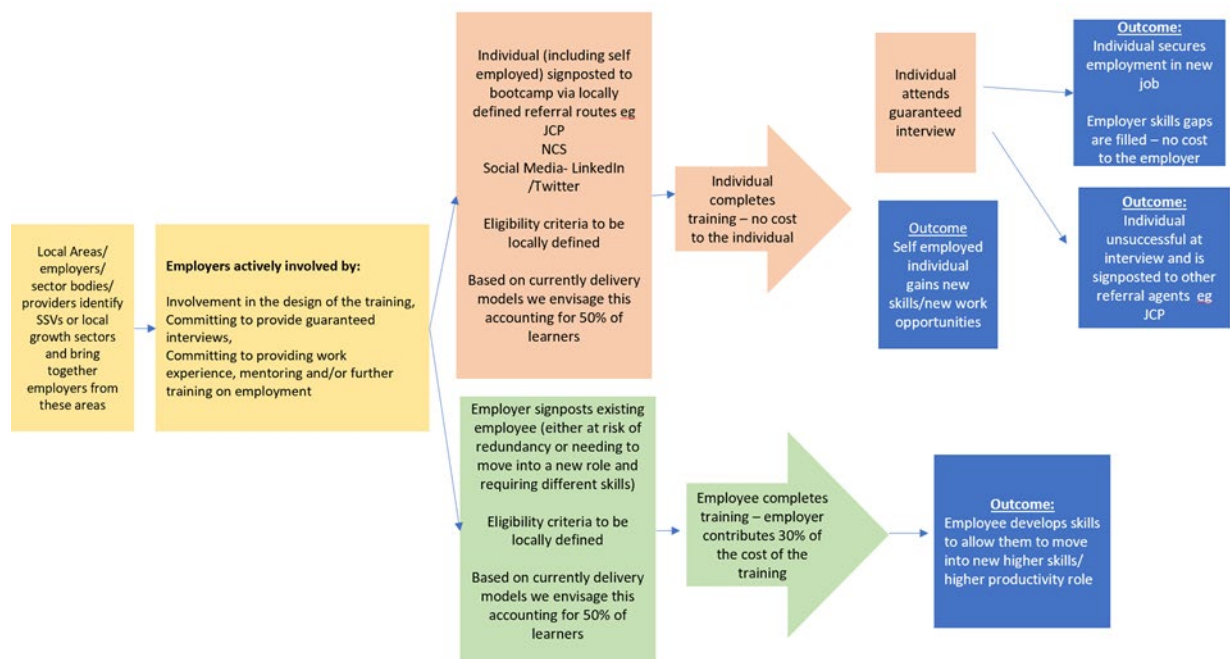 Local Areas/
employers/
sector bodies/
providers identify
SSVs or local
growth sectors
and bring
together
employers from
these areas
Employers actively involved by:
Involvement in the design of the training,
Committing to provide guaranteed
interviews,
Committing to providing work
experience, mentoring and/or further
training on employment
Individual (including self
employed) signposted to
bootcamp via locally
defined referral routes eg
JCP
NCS
Social Media- LinkedIn
/Twitter
Eligibility criteria to be
locally defined
Based on currently delivery
models we envisage this
accounting for 50% of
learners
Individual
completes
training – no cost
to the individual
Individual
attends
guaranteed
interview
Outcome
Self employed
individual
gains new
skills/new work
opportunities
Outcome:
Individual secures
employment in new
job
Employer skills gaps
are filled – no cost
to the employer
Outcome:
Individual
unsuccessful at
interview and is
signposted to other
referral agents eg
JCP
Employer signposts existing
employee (either at risk of
redundancy or needing to
move into a new role and
requiring different skills)
Eligibility criteria to be
locally defined
Based on currently delivery
models we envisage this
accounting for 50% of
learners
Employee completes
training – employer
contributes 30% of
the cost of the
training
Outcome:
Employee develops skills
to allow them to move
into new higher skills/
higher productivity role